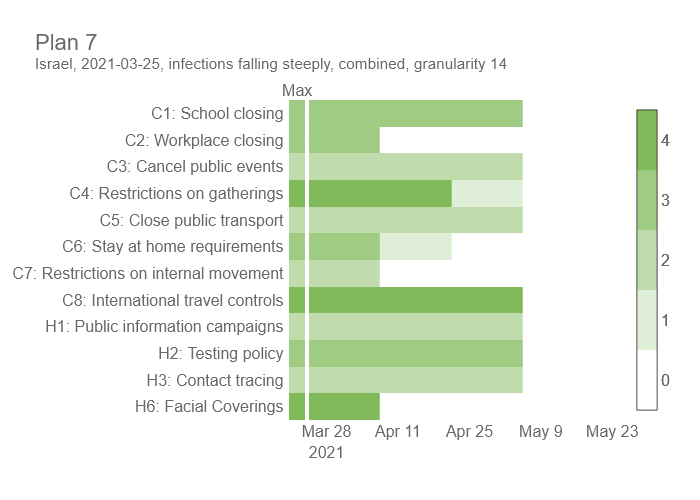 Plan 7
Israel, 2021-03-25, infections falling steeply, combined, granularity 14
Max
C1: School closing
C2: Workplace closing
C3: Cancel public events
C4: Restrictions on gatherings
C5: Close public transport
C6: Stay at home requirements
C7: Restrictions on internal movement
C8: International travel controls
H1: Public information campaigns
H2: Testing policy
H3: Contact tracing
H6: Facial Coverings
Mar 28 Apr 11 Apr 25 May 9 May 23
2021
4
3
2
1
0